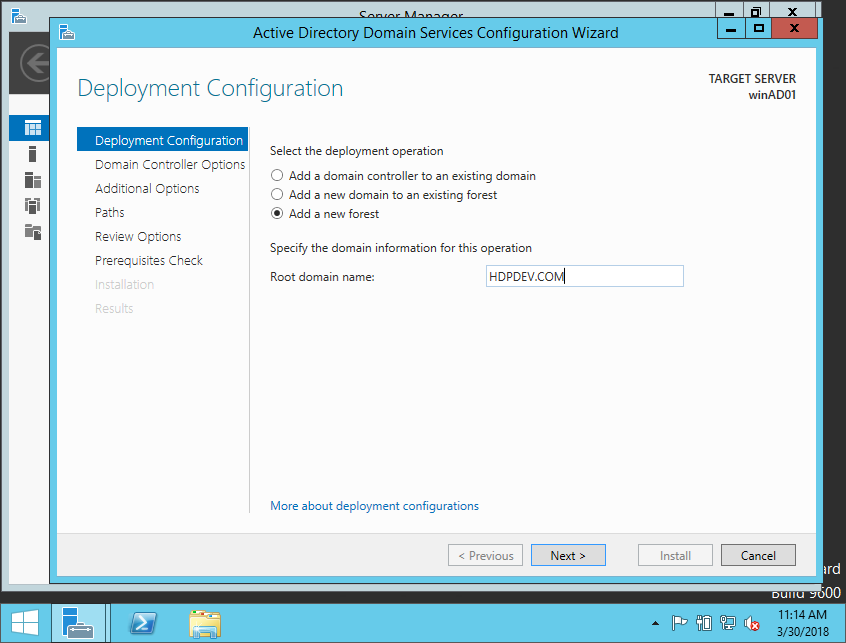 Server Manager
Active Directory Domain Services Configuration Wizard
Deployment Configuration
TARGET SERVER
winAD01
Deployment Configuration
Domain Controller Options
Additional Options
Paths
Review Options
Prerequisites Check
Installation
Results
Select the deployment operation
Add a domain controller to an existing domain
Add a new domain to an existing forest
Add a new forest
Specify the domain information for this operation
Root domain name:
HDPDEV.COM
More about deployment configurations
< Previous
Next >
Install
Cancel
Build 9600
11:14 AM
3/30/2018